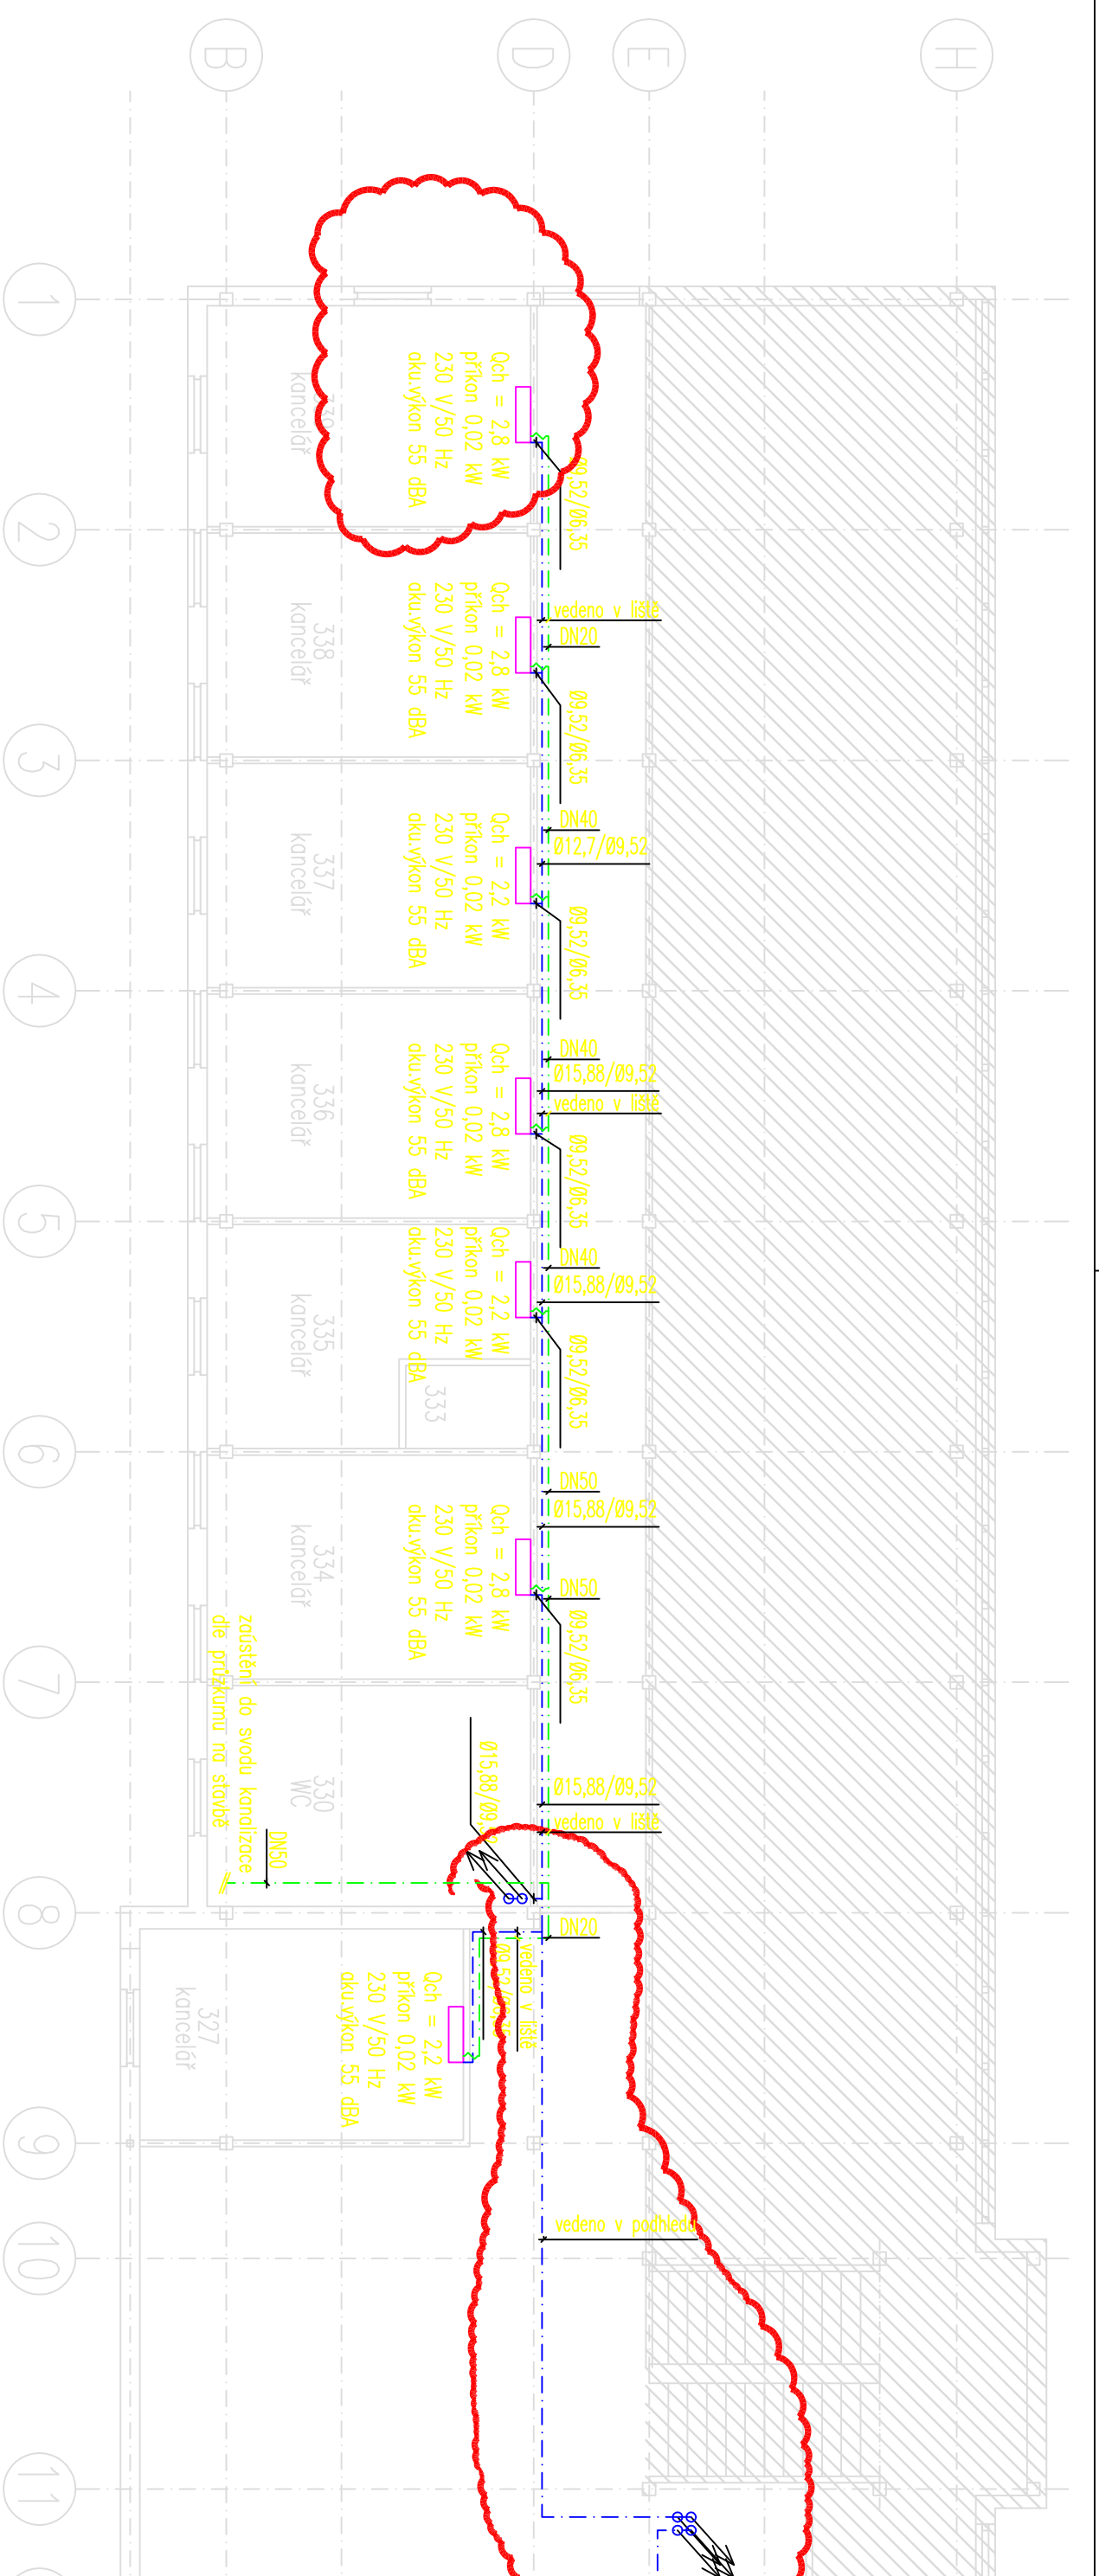 B
D
E
H
1
2
3
4
5
6
7
8
9
10
11
Qch = 2,8 kW
příkon 0,02 kW
230 V/50 Hz
aku.výkon 55 dBA
kancelář
Ø9,52/Ø6,35
vedeno v liště
DN20
Qch = 2,8 kW
příkon 0,02 kW
230 V/50 Hz
aku.výkon 55 dBA
338
kancelář
Ø9,52/Ø6,35
DN40
Ø12,7/Ø9,52
Qch = 2,2 kW
příkon 0,02 kW
230 V/50 Hz
aku.výkon 55 dBA
337
kancelář
Ø9,52/Ø6,35
DN40
Ø15,88/Ø9,52
vedeno v liště
Qch = 2,8 kW
příkon 0,02 kW
230 V/50 Hz
aku.výkon 55 dBA
336
kancelář
Ø9,52/Ø6,35
DN40
Ø15,88/Ø9,52
Qch = 2,2 kW
příkon 0,02 kW
230 V/50 Hz
aku.výkon 55 dBA
335
kancelář
333
Ø9,52/Ø6,35
DN50
Ø15,88/Ø9,52
Qch = 2,8 kW
příkon 0,02 kW
230 V/50 Hz
aku.výkon 55 dBA
334
kancelář
DN50
Ø9,52/Ø6,35
zaústění do svodu kanalizace
dle průzkumu na stavbě
330
WC
DN50
Ø15,88/Ø9,52
Ø15,88/Ø9,52
vedeno v liště
DN20
vedeno v liště
Qch = 2,2 kW
příkon 0,02 kW
230 V/50 Hz
aku.výkon 55 dBA
327
kancelář
vedeno v podhledu